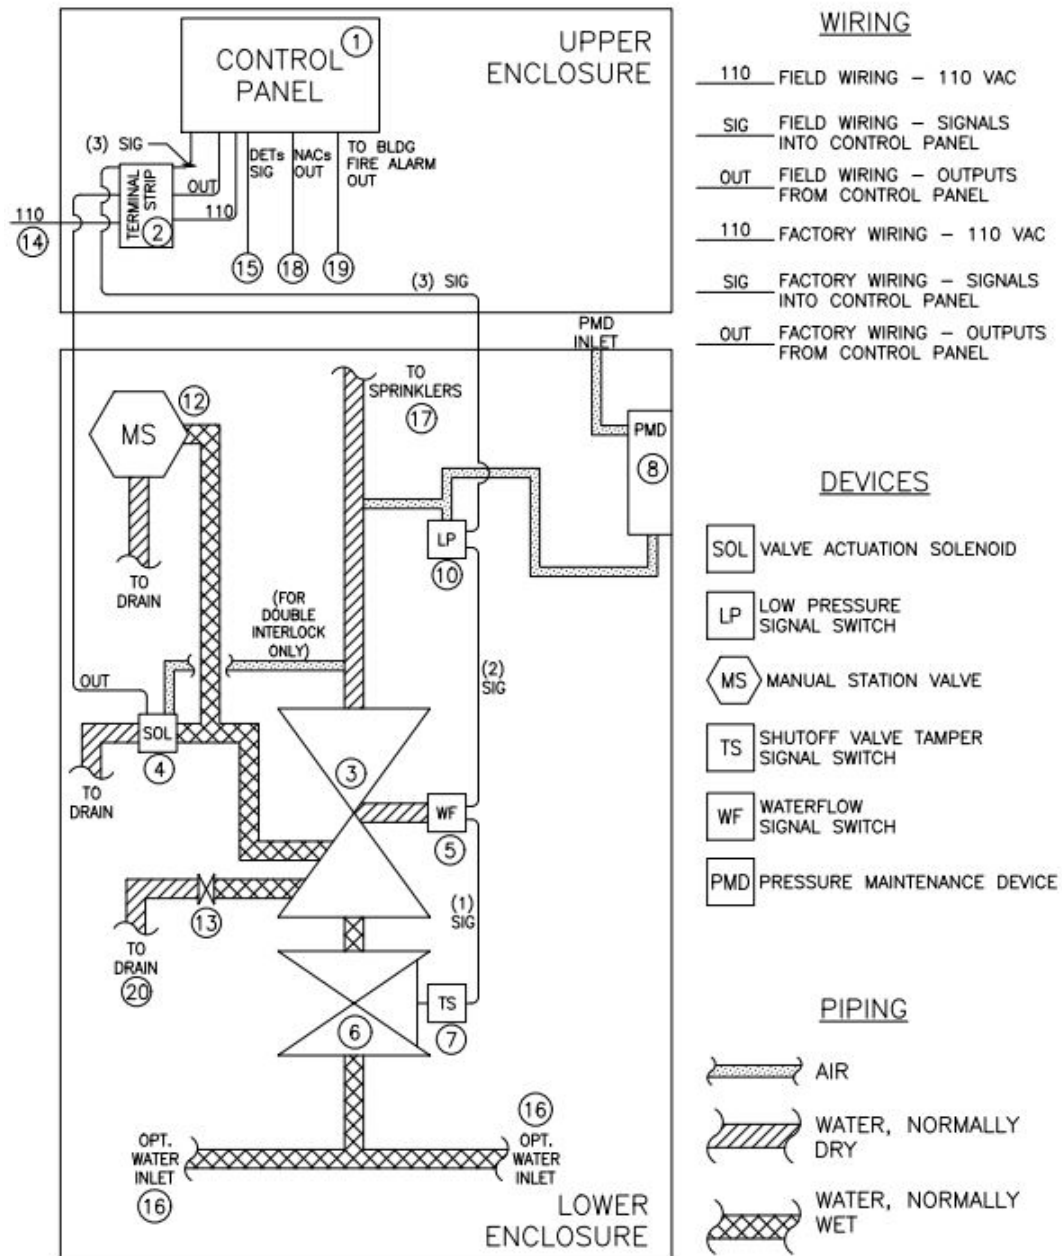 CONTROL
PANEL
1
UPPER
ENCLOSURE
(3) SIG
TERMINAL
STRIP
2
OUT
110
110
14
DETs
SIG
NACs
OUT
TO BLDG
FIRE ALARM
OUT
15
18
19
(3) SIG
PMD
INLET
MS
12
TO
DRAIN
TO
SPRINKLERS
17
PMD
8
LP
10
(FOR
DOUBLE
INTERLOCK
ONLY)
OUT
(2)
SIG
SOL
4
TO
DRAIN
3
WF
5
13
TO
DRAIN
20
(1)
SIG
TS
7
6
OPT.
WATER
INLET
16
16
OPT.
WATER
INLET
LOWER
ENCLOSURE
WIRING
110 FIELD WIRING – 110 VAC
SIG FIELD WIRING – SIGNALS
INTO CONTROL PANEL
OUT FIELD WIRING – OUTPUTS
FROM CONTROL PANEL
110 FACTORY WIRING – 110 VAC
SIG FACTORY WIRING – SIGNALS
INTO CONTROL PANEL
OUT FACTORY WIRING – OUTPUTS
FROM CONTROL PANEL
DEVICES
SOL VALVE ACTUATION SOLENOID
LP LOW PRESSURE
SIGNAL SWITCH
MS MANUAL STATION VALVE
TS SHUTOFF VALVE TAMPER
SIGNAL SWITCH
WF WATERFLOW
SIGNAL SWITCH
PMD PRESSURE MAINTENANCE DEVICE
PIPING
AIR
WATER, NORMALLY
DRY
WATER, NORMALLY
WET